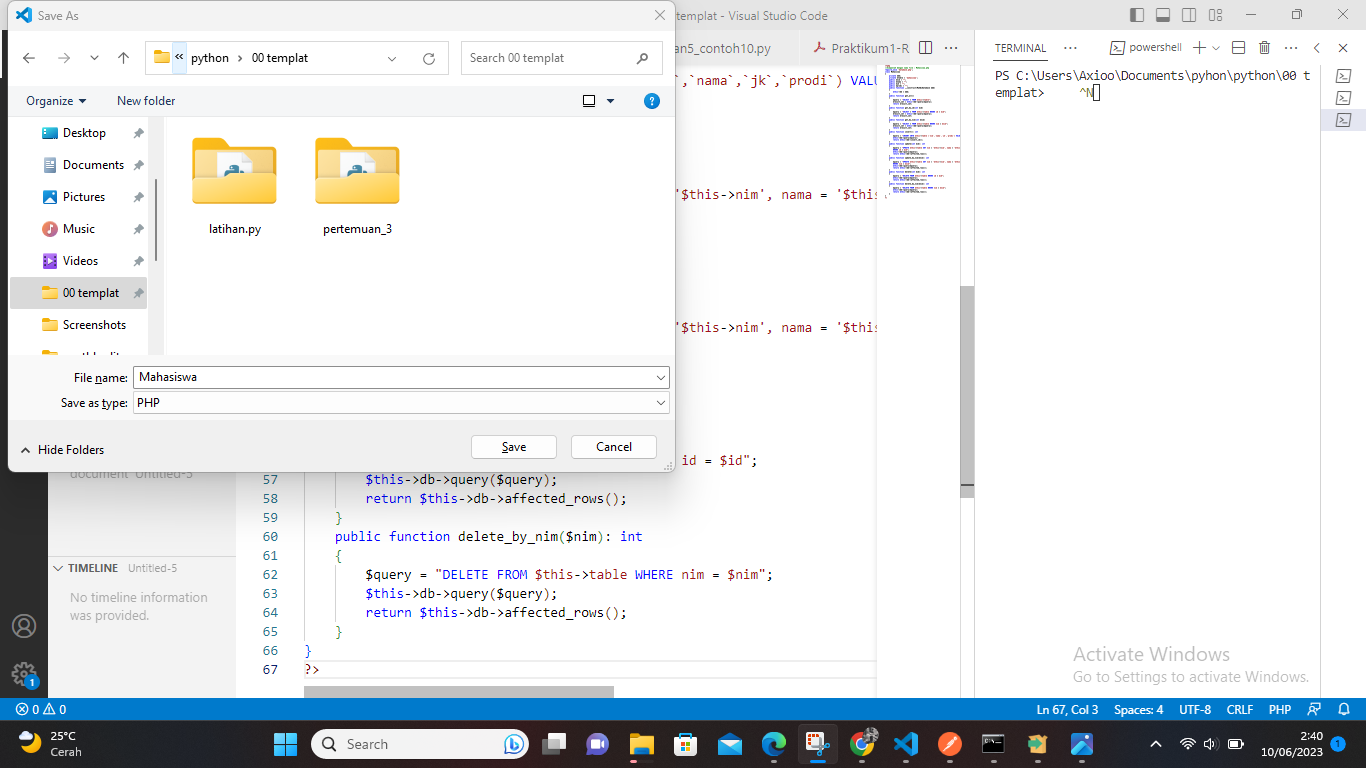 Save As
templat - Visual Studio Code
python > 00 templat
Search 00 templat
Organize
New folder
Desktop
Documents
Pictures
Music
Videos
00 templat
Screenshots
latihan.py
pertemuan_3
File name: Mahasiswa
Save as type: PHP
Hide Folders
Save
Cancel
an5_contoh10.py
Praktikum1-R
`,`nama`,`jk`,`prodi`) VALU
'$this->nim', nama = '$this
'$this->nim', nama = '$this
id = $id";
document Untitled-5
57 $this->db->query($query);
58 return $this->db->affected_rows();
59 }
60 public function delete_by_nim($nim): int
61 {
62 $query = "DELETE FROM $this->table WHERE nim = $nim";
63 $this->db->query($query);
64 return $this->db->affected_rows();
65 }
66 }
67 ?>
TIMELINE Untitled-5
No timeline information
was provided.
TERMINAL
powershell
PS C:\Users\Axioo\Documents\pyhon\python\00 t
emplat> ^N
Activate Windows
Go to Settings to activate Windows.
1
0 0
Ln 67, Col 3
Spaces: 4
UTF-8
CRLF
PHP
25°C
Cerah
Search
2:40
10/06/2023
1